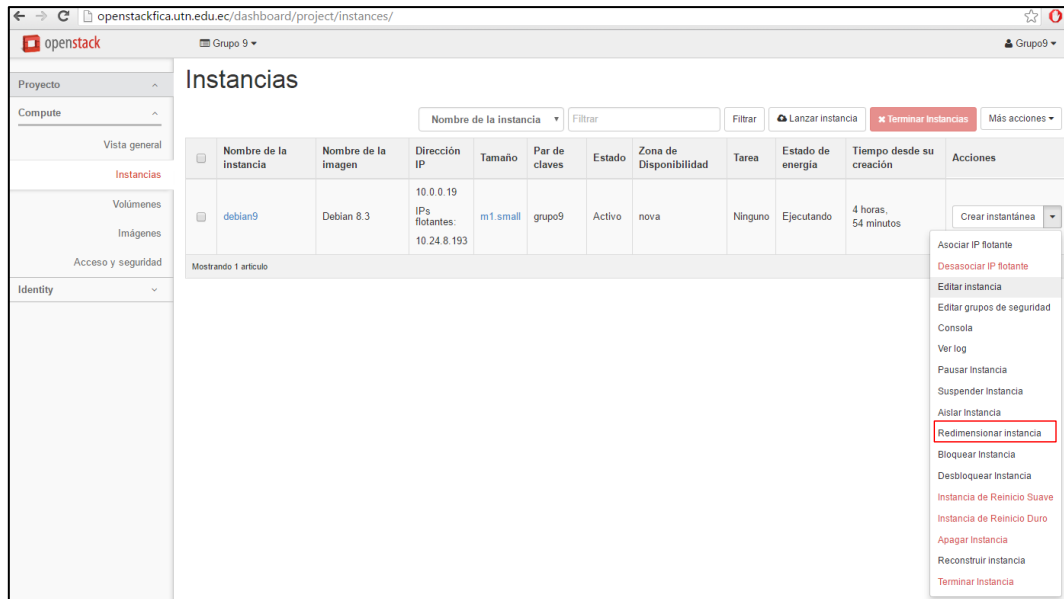 openstackfica.utn.edu.ec/dashboard/project/instances/
openstack
Grupo 9
Grupo9
Proyecto
Compute
Vista general
Instancias
Volúmenes
Imágenes
Acceso y seguridad
Identity
Instancias
Nombre de la instancia
Filtrar
Filtrar
Lanzar instancia
Terminar Instancias
Más acciones
Nombre de la instancia
Nombre de la imagen
Dirección IP
Tamaño
Par de claves
Estado
Zona de Disponibilidad
Tarea
Estado de energía
Tiempo desde su creación
Acciones
debian9
Debian 8.3
10.0.0.19
IPs flotantes:
10.24.8.193
m1.small
grupo9
Activo
nova
Ninguno
Ejecutando
4 horas, 54 minutos
Crear instantánea
Mostrando 1 artículo
Asociar IP flotante
Desasociar IP flotante
Editar instancia
Editar grupos de seguridad
Consola
Ver log
Pausar Instancia
Suspender Instancia
Aislar Instancia
Redimensionar instancia
Bloquear Instancia
Desbloquear Instancia
Instancia de Reinicio Suave
Instancia de Reinicio Duro
Apagar Instancia
Reconstruir instancia
Terminar Instancia